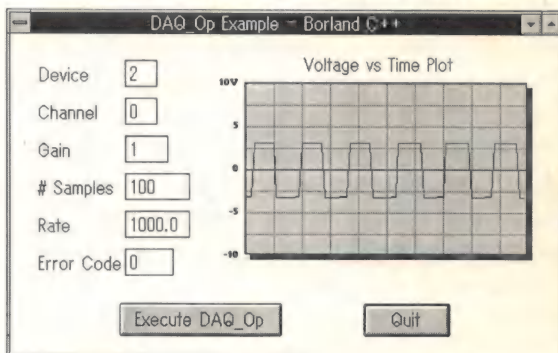 DAQ_Op Example - Borland C++
Device 2
Channel 0
Gain 1
# Samples 100
Rate 1000.0
Error Code 0
Voltage vs Time Plot
10V
5
0
-5
-10
Execute DAQ_Op
Quit